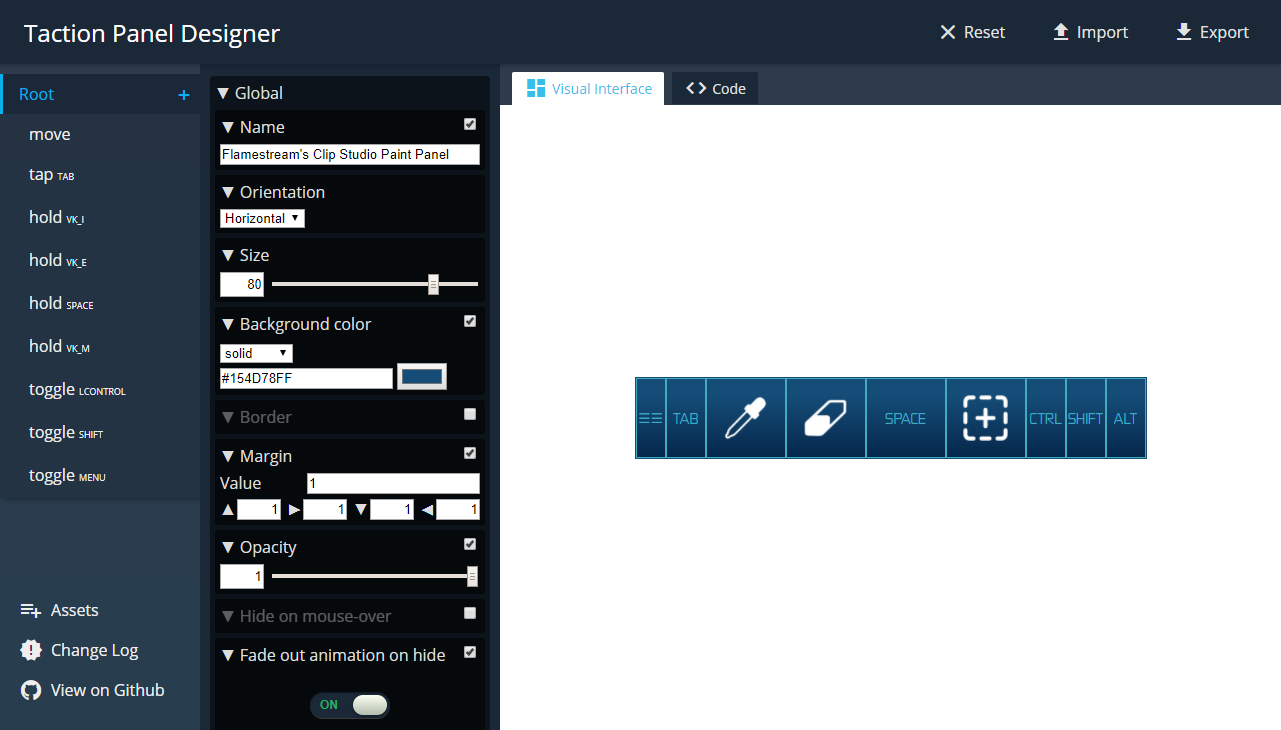 Taction Panel Designer
Reset
Import
Export
Root +
move
tap TAB
hold VK_I
hold VK_E
hold SPACE
hold VK_M
toggle LCONTROL
toggle SHIFT
toggle MENU
Assets
Change Log
View on Github
Global
Name
Flamestream's Clip Studio Paint Panel
Orientation
Horizontal
Size
80
Background color
solid
#154D78FF
Border
Margin
Value 1
1 1 1 1
Opacity
1
Hide on mouse-over
Fade out animation on hide
ON
Visual Interface
Code
TAB SPACE CTRL SHIFT ALT